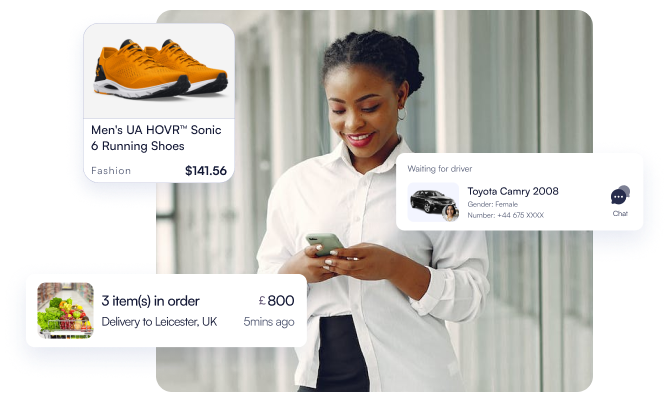 Men's UA HOVR™ Sonic
6 Running Shoes
Fashion $141.56
Waiting for driver
Toyota Camry 2008
Gender: Female
Number: +44 675 XXXX
Chat
3 item(s) in order £800
Delivery to Leicester, UK 5mins ago